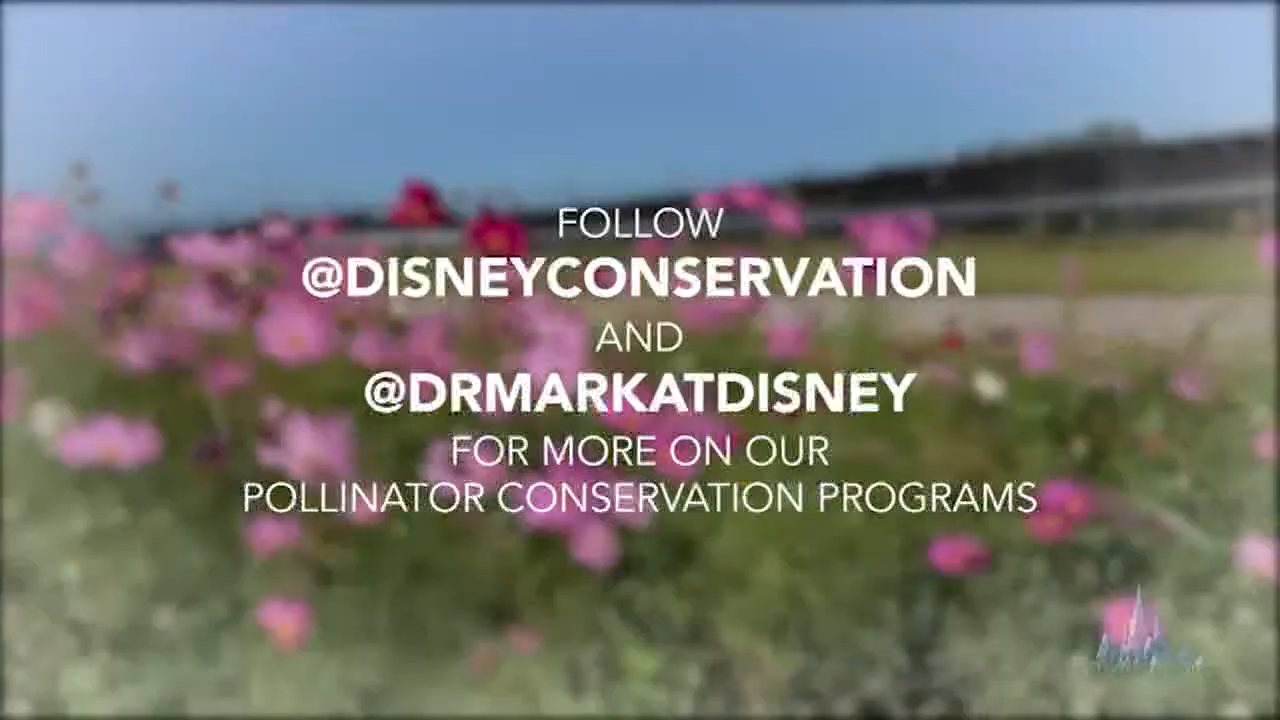 FOLLOW
@DISNEYCONSERVATION
AND
@DRMARKATDISNEY
FOR MORE ON OUR
POLLINATOR CONSERVATION PROGRAMS